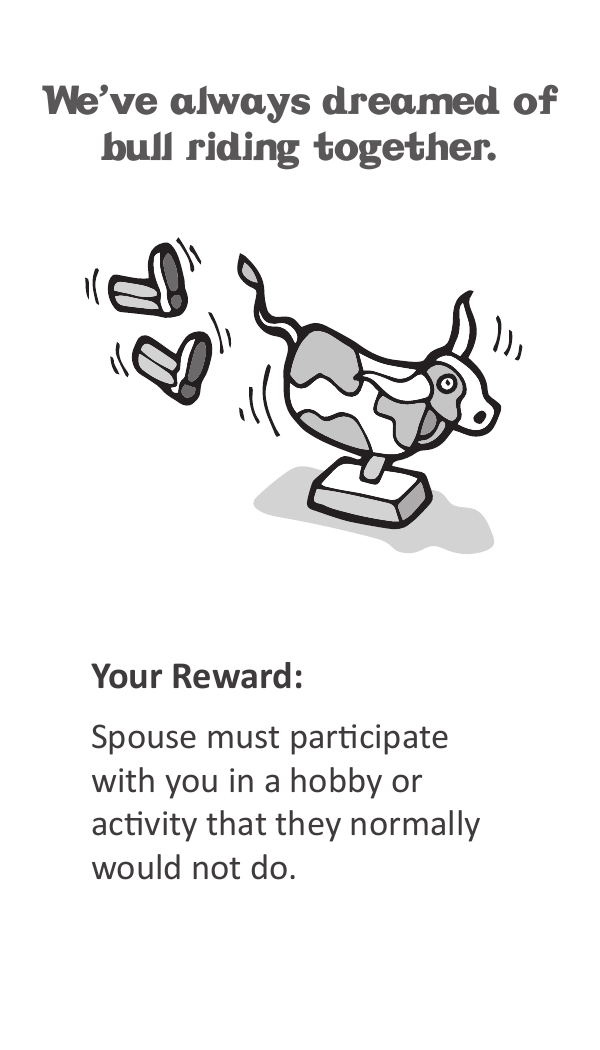 We've always dreamed of
bull riding together.
Your Reward:
Spouse must participate
with you in a hobby or
activity that they normally
would not do.